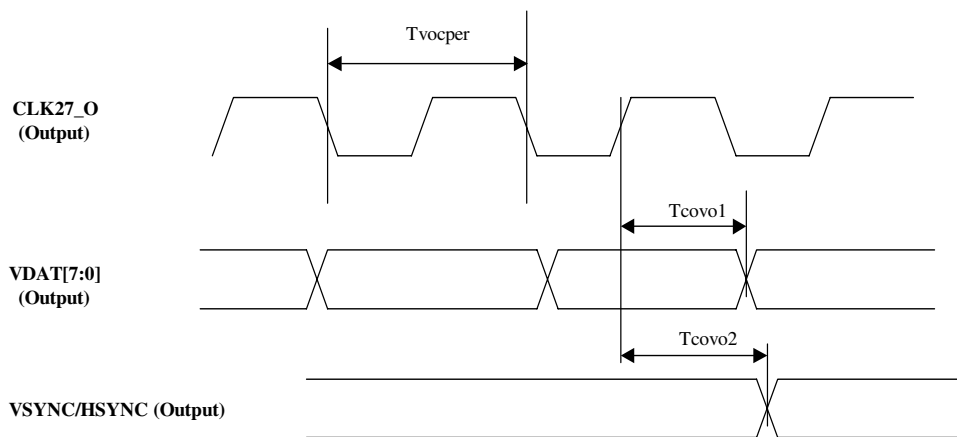 Tvocper
CLK27_O
(Output)
Tcovo1
VDAT[7:0]
(Output)
Tcovo2
VSYNC/HSYNC (Output)